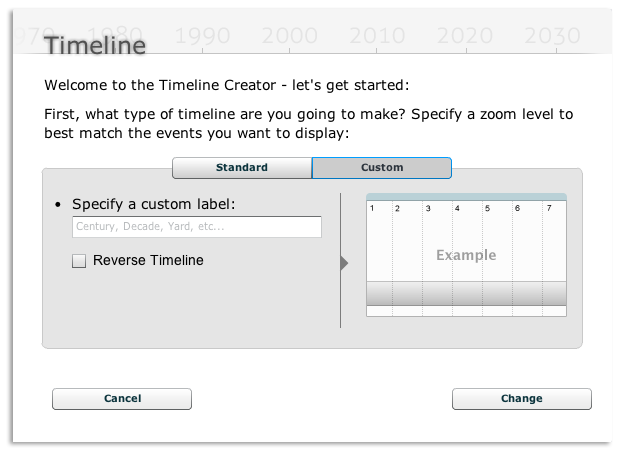 970 1980 1990 2000 2010 2020 2030
Timeline
Welcome to the Timeline Creator - let's get started:
First, what type of timeline are you going to make? Specify a zoom level to
best match the events you want to display:
Standard Custom
• Specify a custom label:
Century, Decade, Yard, etc...
Reverse Timeline
1 2 3 4 5 6 7
Example
Cancel Change